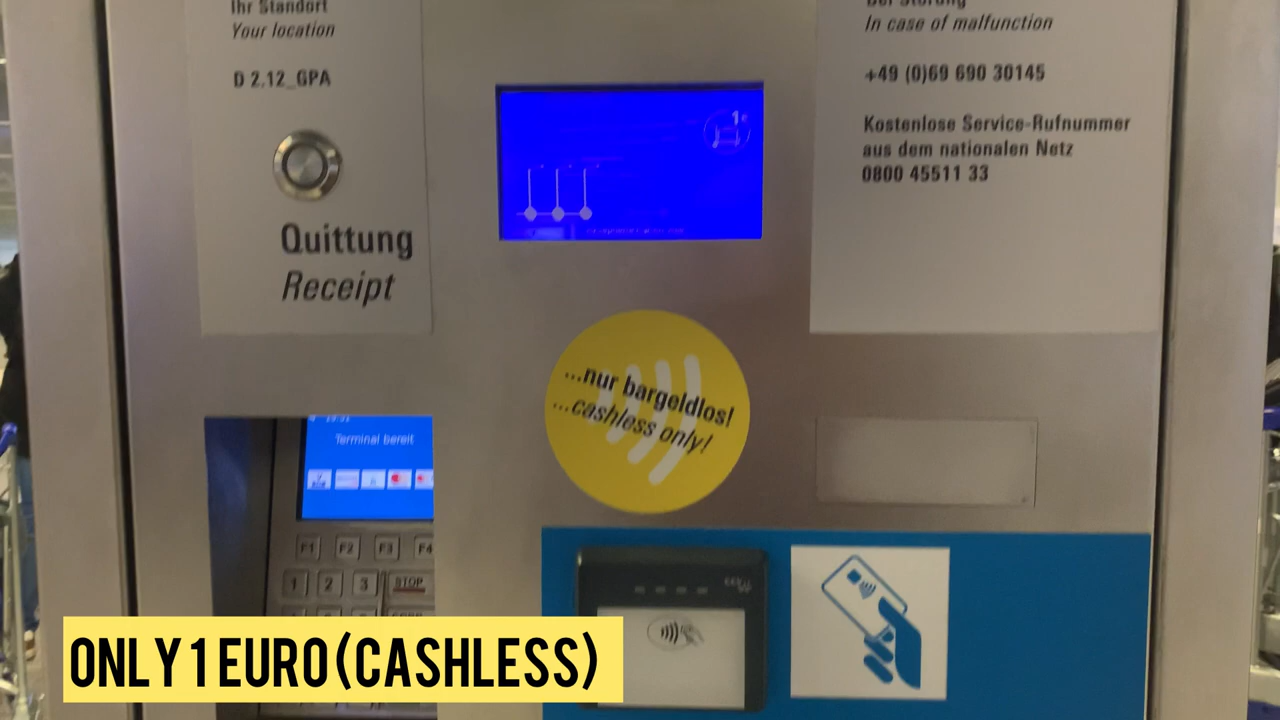 Ihr Standort
Your location
D 2.12_GPA
Quittung
Receipt
1€
In case of malfunction
+49 (0)69 690 30145
Kostenlose Service-Rufnummer
aus dem nationalen Netz
0800 45511 33
...nur bargeldlos!
...cashless only!
Terminal bereit
F1 F2 F3 F4
1 2 3 STOP
ONLY 1 EURO (CASHLESS)